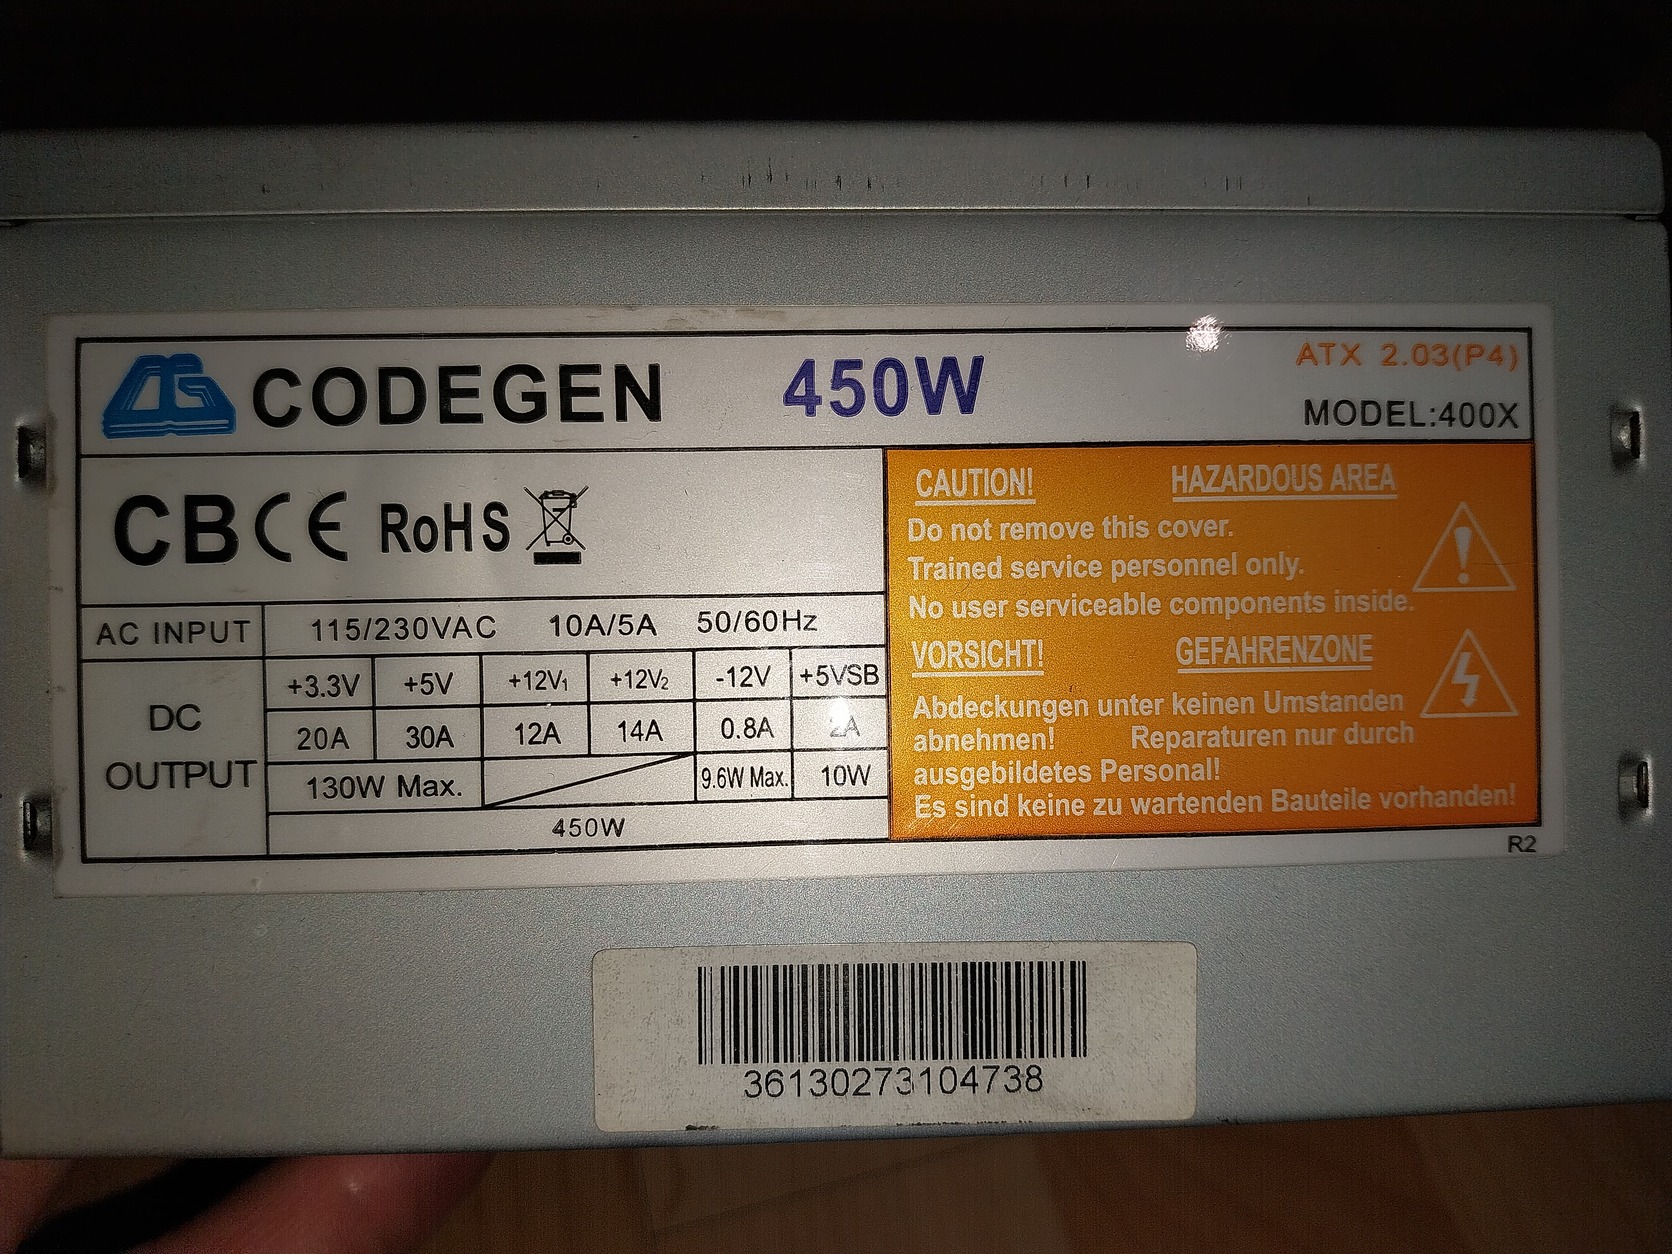 CODEGEN 450W ATX 2.03(P4)
MODEL:400X
CB CE RoHS
AC INPUT 115/230VAC 10A/5A 50/60Hz
DC OUTPUT
+3.3V +5V +12V1 +12V2 -12V +5VSB
20A 30A 12A 14A 0.8A 2A
130W Max. 9.6W Max. 10W
450W
CAUTION! HAZARDOUS AREA
Do not remove this cover.
Trained service personnel only.
No user serviceable components inside.
VORSICHT! GEFAHRENZONE
Abdeckungen unter keinen Umstanden
abnehmen! Reparaturen nur durch
ausgebildetes Personal!
Es sind keine zu wartenden Bauteile vorhanden!
R2
36130273104738